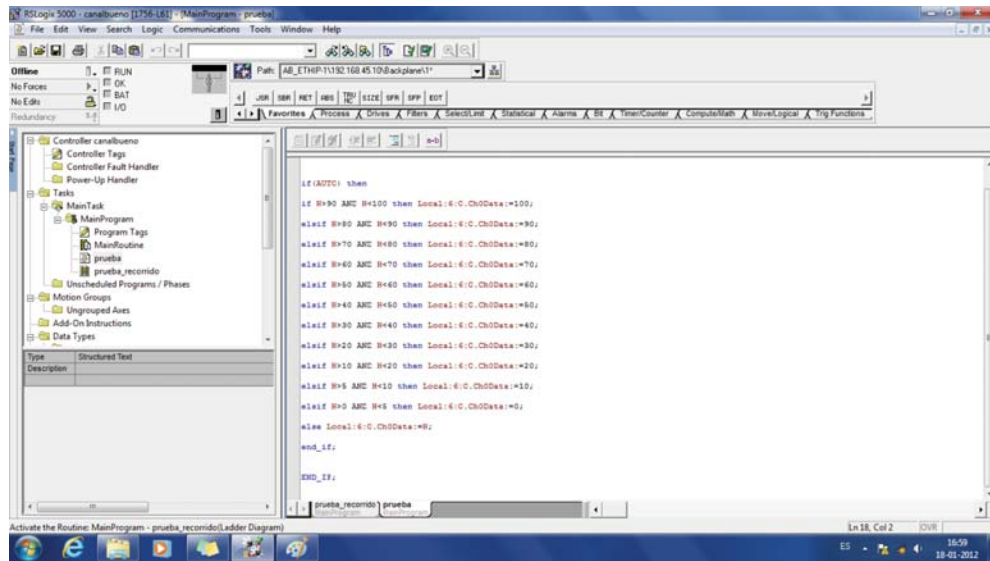 RSLogix 5000 - canalbueno [1756-L61] - [MainProgram - prueba]
File Edit View Search Logic Communications Tools Window Help
Offline RUN
No Forces OK
No Edits BAT
Redundancy I/O
Path: AB_ETHIP-1\192.168.45.10\Backplane\1*
JSR SBR RET FOR SIZE SFR SFP EOT
Favorites Process Drives Filters Select/Limit Statistical Alarms Bit Timer/Counter Compute/Math Move/Logical Trig Functions
Start Page
Controller canalbueno
Controller Tags
Controller Fault Handler
Power-Up Handler
Tasks
MainTask
MainProgram
Program Tags
MainRoutine
prueba
prueba_recorrido
Unscheduled Programs / Phases
Motion Groups
Ungrouped Axes
Add-On Instructions
Data Types
Type Structured Text
Description
if(AUTO) then
if H>90 AND H<100 then Local:6:C.Ch0Data:=100;
elsif H>80 AND H<90 then Local:6:C.Ch0Data:=90;
elsif H>70 AND H<80 then Local:6:C.Ch0Data:=80;
elsif H>60 AND H<70 then Local:6:C.Ch0Data:=70;
elsif H>50 AND H<60 then Local:6:C.Ch0Data:=60;
elsif H>40 AND H<50 then Local:6:C.Ch0Data:=50;
elsif H>30 AND H<40 then Local:6:C.Ch0Data:=40;
elsif H>20 AND H<30 then Local:6:C.Ch0Data:=30;
elsif H>10 AND H<20 then Local:6:C.Ch0Data:=20;
elsif H>5 AND H<10 then Local:6:C.Ch0Data:=10;
elsif H>0 AND H<5 then Local:6:C.Ch0Data:=0;
else Local:6:C.Ch0Data:=H;
end_if;
END_IF;
prueba_recorrido prueba
MainProgram MainProgram
Activate the Routine: MainProgram - prueba_recorrido(Ladder Diagram)
Ln 18, Col 2 OVR
ES 16:59
18-01-2012